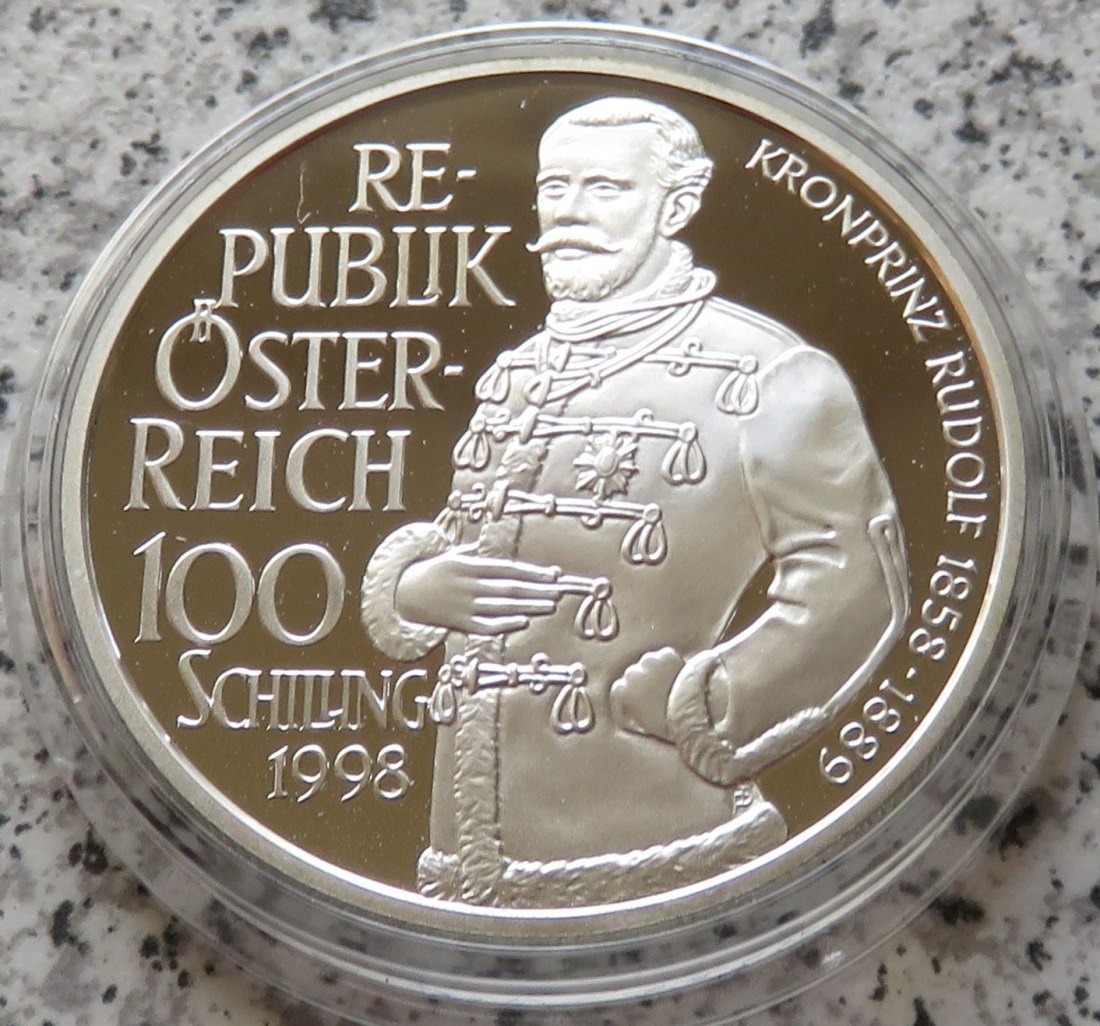 RE-
PUBLIK
ÖSTER-
REICH
100
SCHILLING
1998
KRONPRINZ RUDOLF 1858-1889